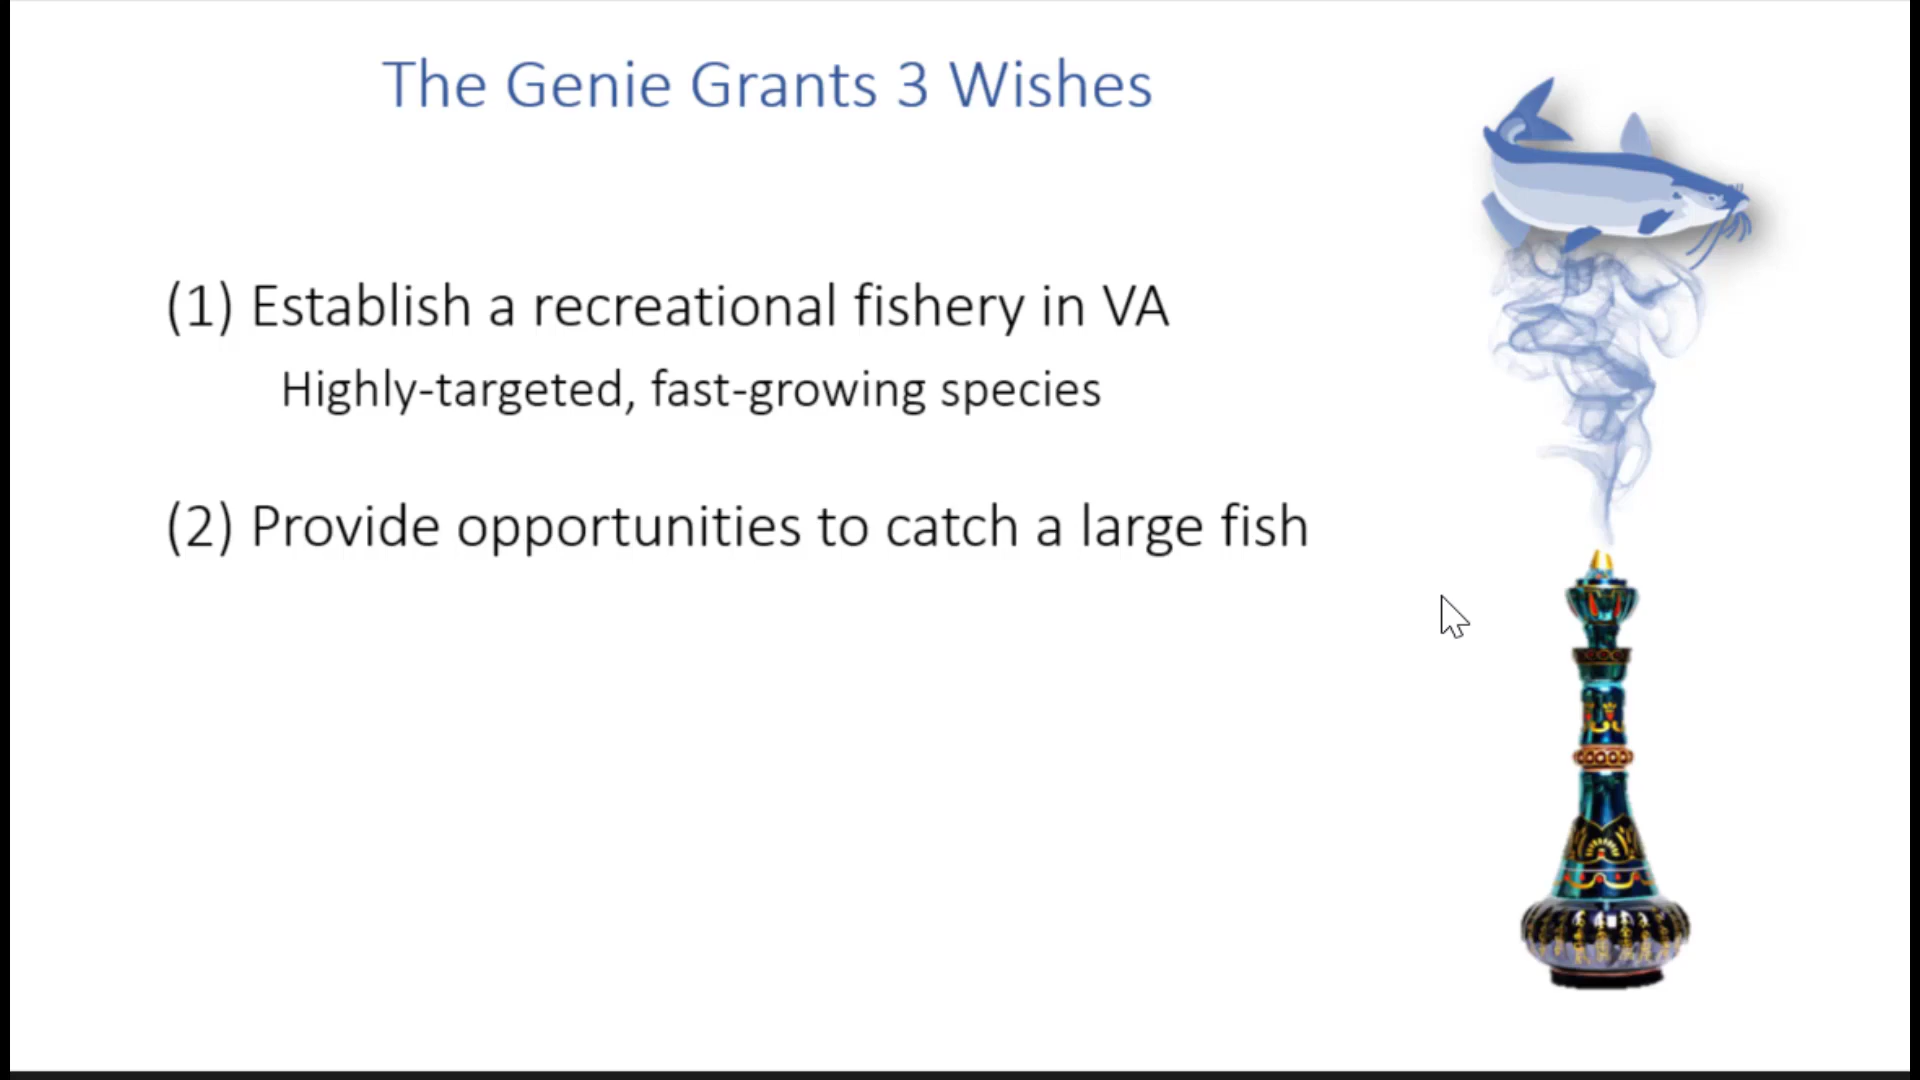 The Genie Grants 3 Wishes
(1) Establish a recreational fishery in VA
Highly-targeted, fast-growing species
(2) Provide opportunities to catch a large fish